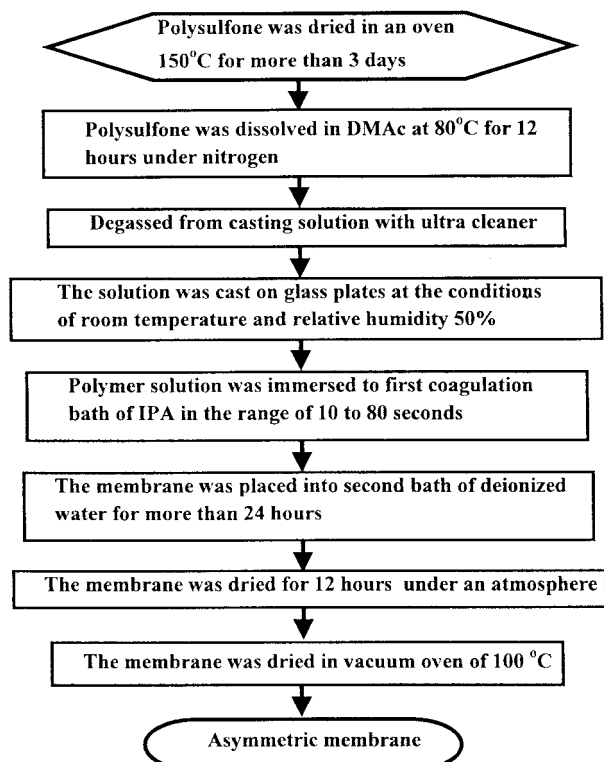 Polysulfone was dried in an oven
150°C for more than 3 days
Polysulfone was dissolved in DMAc at 80°C for 12
hours under nitrogen
Degassed from casting solution with ultra cleaner
The solution was cast on glass plates at the conditions
of room temperature and relative humidity 50%
Polymer solution was immersed to first coagulation
bath of IPA in the range of 10 to 80 seconds
The membrane was placed into second bath of deionized
water for more than 24 hours
The membrane was dried for 12 hours under an atmosphere
The membrane was dried in vacuum oven of 100 °C
Asymmetric membrane